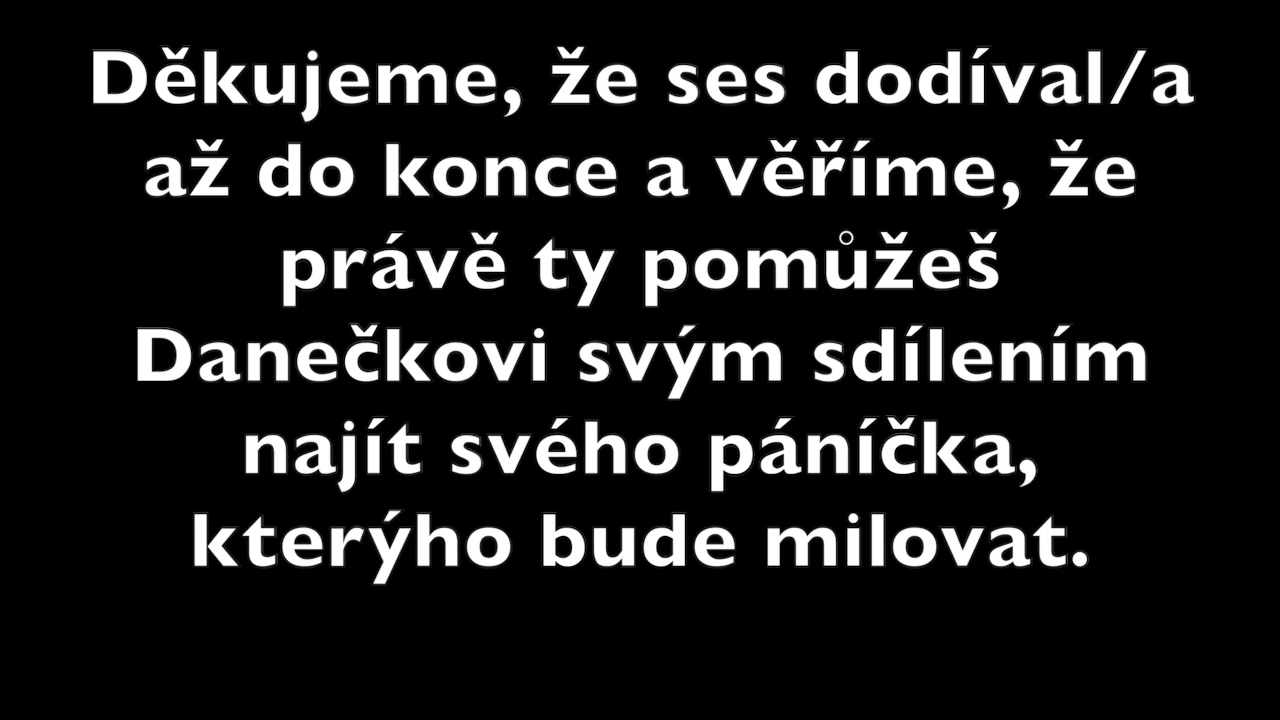 Děkujeme, že ses dodíval/a
až do konce a věříme, že
právě ty pomůžeš
Danečkovi svým sdílením
najít svého páníčka,
kterýho bude milovat.